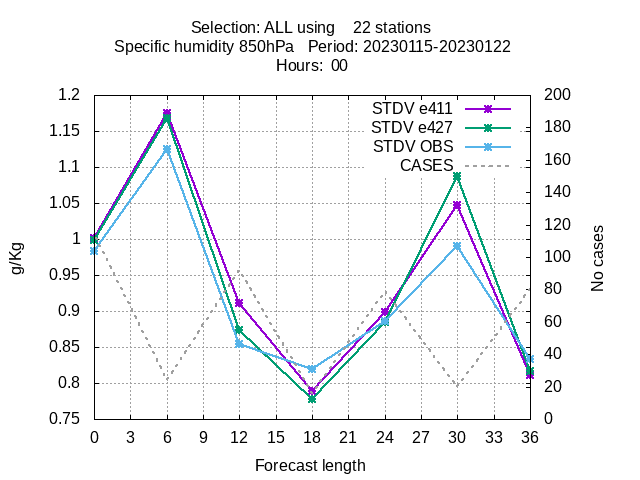 Selection: ALL using    22 stations
Specific humidity 850hPa   Period: 20230115-20230122
Hours:  00
STDV e411
STDV e427
STDV OBS
CASES
1.2
1.15
1.1
1.05
1
0.95
0.9
0.85
0.8
0.75
200
180
160
140
120
100
80
60
40
20
0
g/Kg
No cases
0 3 6 9 12 15 18 21 24 27 30 33 36
Forecast length